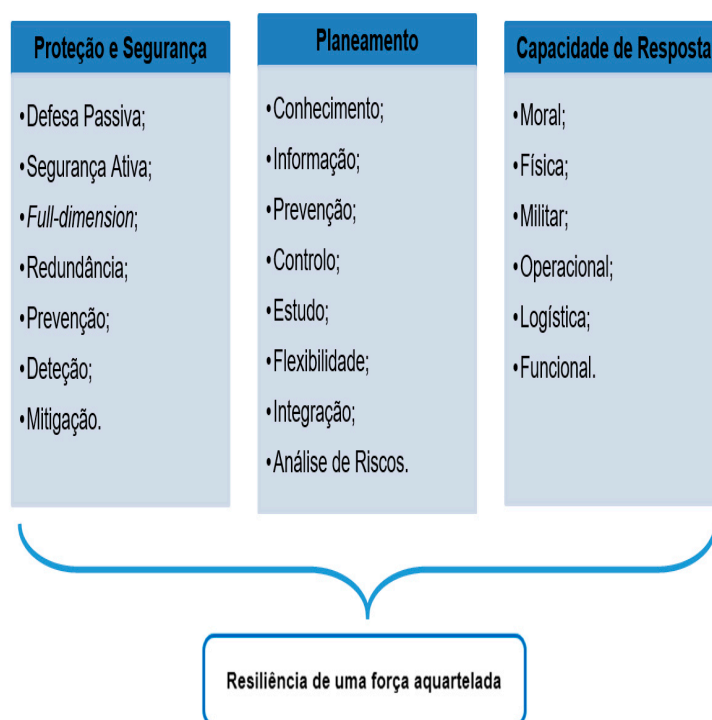 Proteção e Segurança
•Defesa Passiva;
•Segurança Ativa;
•Full-dimension;
•Redundância;
•Prevenção;
•Deteção;
•Mitigação.
Planeamento
•Conhecimento;
•Informação;
•Prevenção;
•Controlo;
•Estudo;
•Flexibilidade;
•Integração;
•Análise de Riscos.
Capacidade de Resposta
•Moral;
•Física;
•Militar;
•Operacional;
•Logística;
•Funcional.
Resiliência de uma força aquartelada